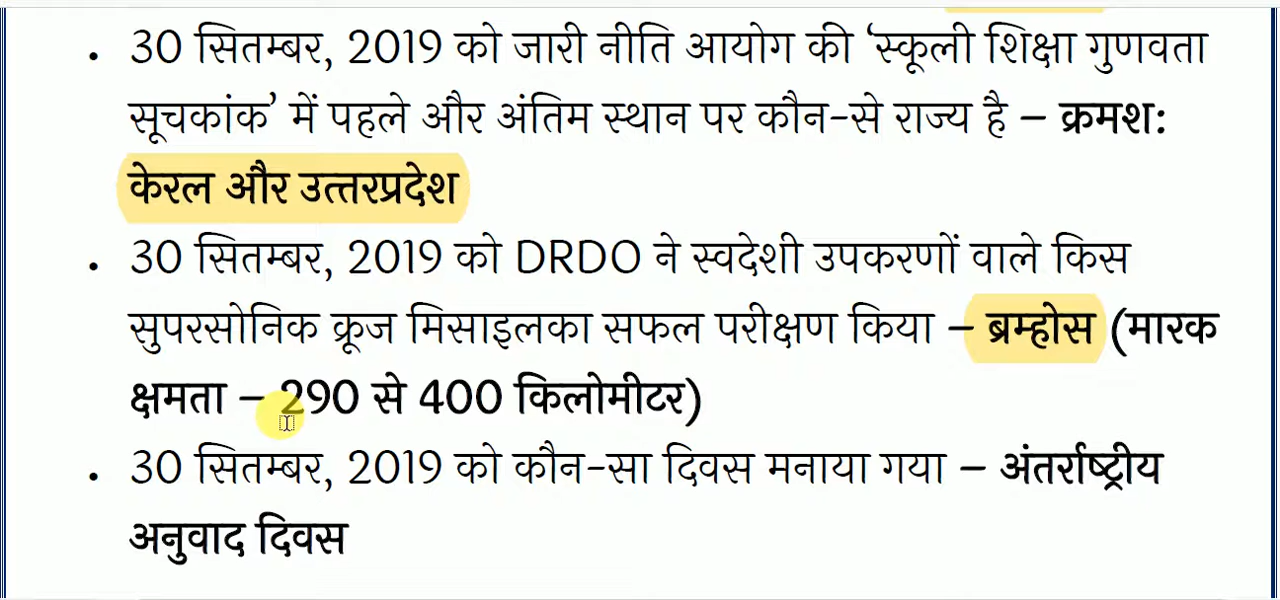 • 30 सितम्बर, 2019 को जारी नीति आयोग की ‘स्कूली शिक्षा गुणवता
सूचकांक’ में पहले और अंतिम स्थान पर कौन-से राज्य है – क्रमश:
केरल और उत्तरप्रदेश
• 30 सितम्बर, 2019 को DRDO ने स्वदेशी उपकरणों वाले किस
सुपरसोनिक क्रूज मिसाइलका सफल परीक्षण किया – ब्रम्होस (मारक
क्षमता – 290 से 400 किलोमीटर)
• 30 सितम्बर, 2019 को कौन-सा दिवस मनाया गया – अंतर्राष्ट्रीय
अनुवाद दिवस